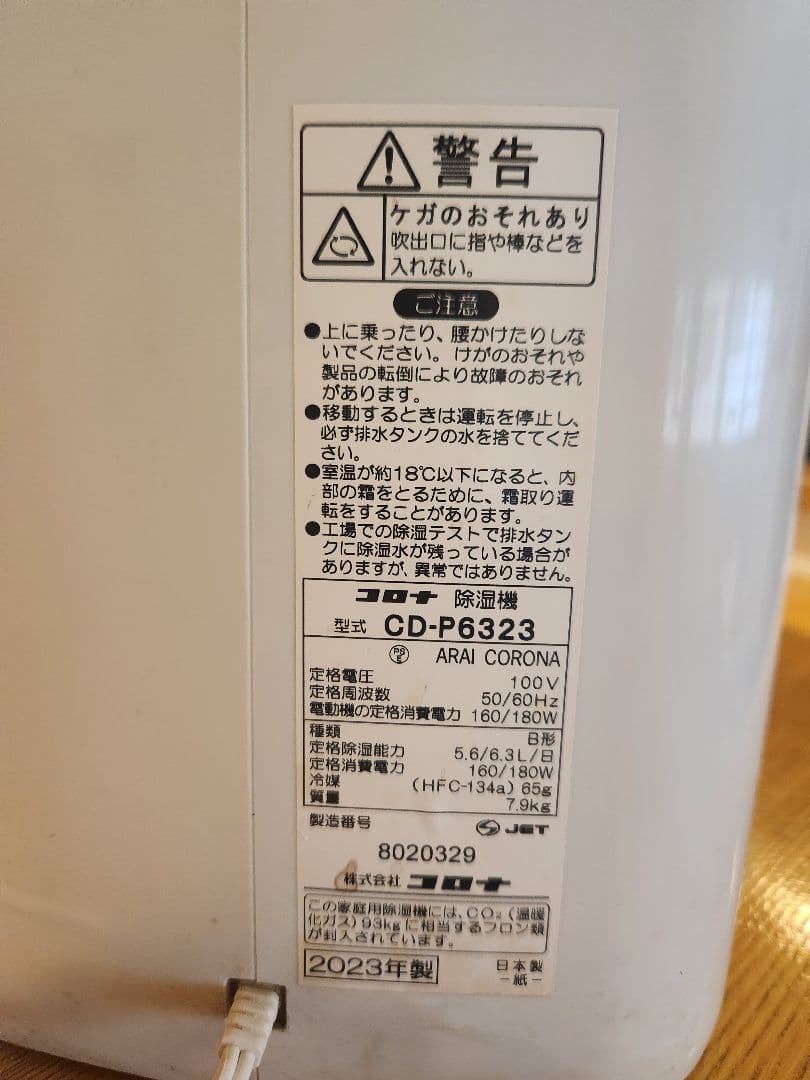 警告
ケガのおそれあり
吹出口に指や棒などを
入れない。
ご注意
●上に乗ったり、腰かけたりしな
いでください。けがのおそれや
製品の転倒により故障のおそれ
があります。
●移動するときは運転を停止し、
必ず排水タンクの水を捨ててくだ
さい。
●室温が約18℃以下になると、内
部の霜をとるために、霜取り運
転をすることがあります。
●工場での除湿テストで排水タン
クに除湿水が残っている場合が
ありますが、異常ではありません。
コロナ 除湿機
型式 CD-P6323
PSE ARAI CORONA
定格電圧 100V
定格周波数 50/60Hz
電動機の定格消費電力 160/180W
種類 B形
定格除湿能力 5.6/6.3L/日
定格消費電力 160/180W
冷媒 (HFC-134a) 65g
質量 7.9kg
製造番号 JET
8020329
株式会社 コロナ
この家庭用除湿機には、CO₂(温暖
化ガス)93kgに相当するフロン類
が封入されています。
2023年製 日本製
-紙-